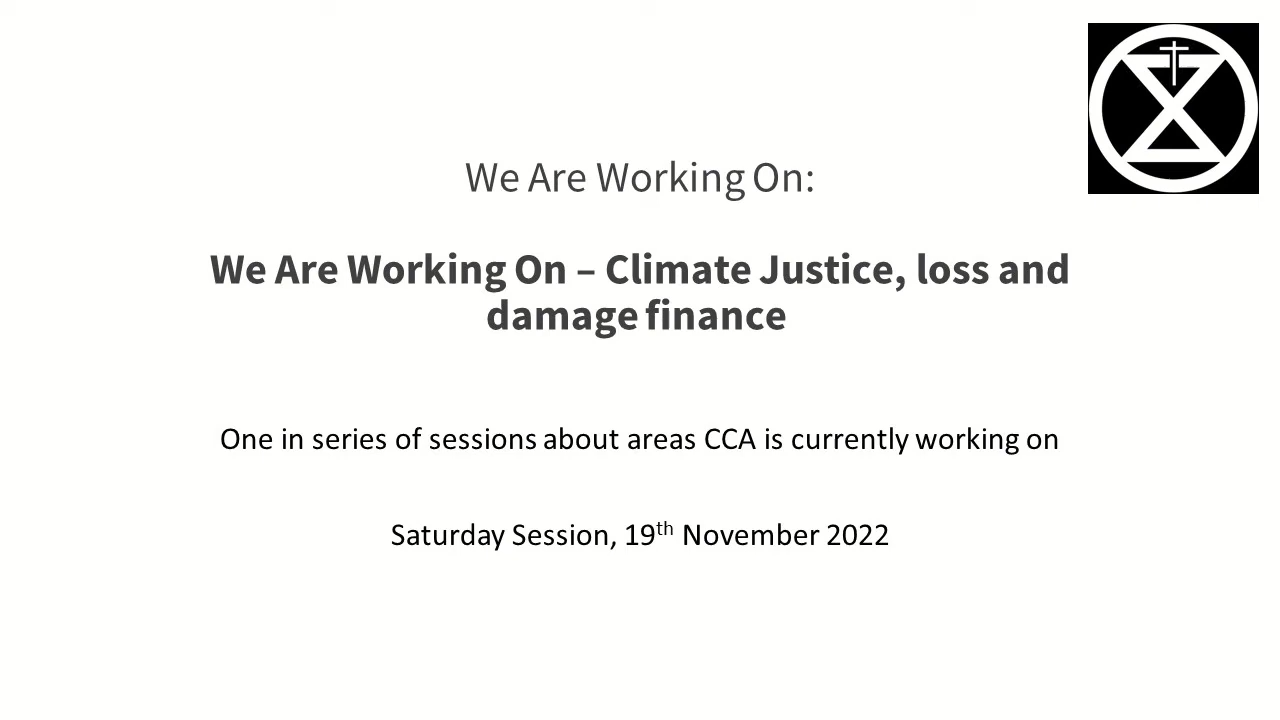 We Are Working On:
We Are Working On – Climate Justice, loss and
damage finance
One in series of sessions about areas CCA is currently working on
Saturday Session, 19th November 2022